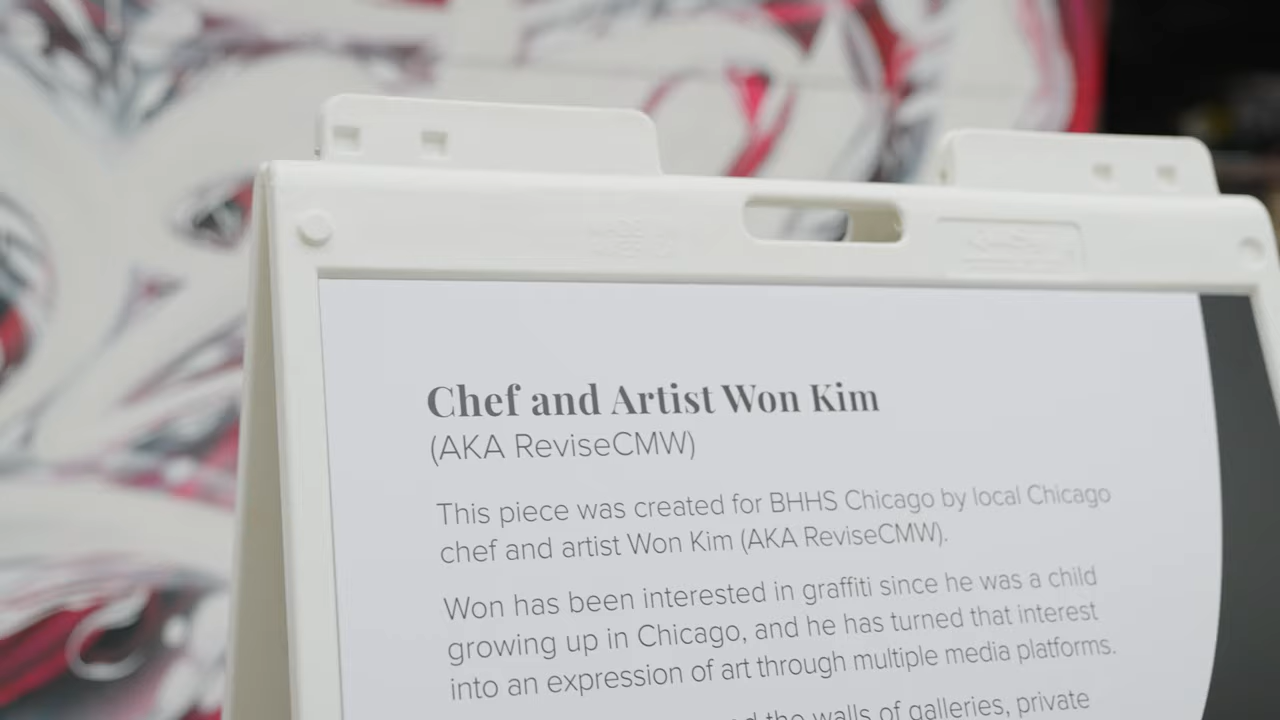 Chef and Artist Won Kim
(AKA ReviseCMW)
This piece was created for BHHS Chicago by local Chicago
chef and artist Won Kim (AKA ReviseCMW).
Won has been interested in graffiti since he was a child
growing up in Chicago, and he has turned that interest
into an expression of art through multiple media platforms.
the walls of galleries, private